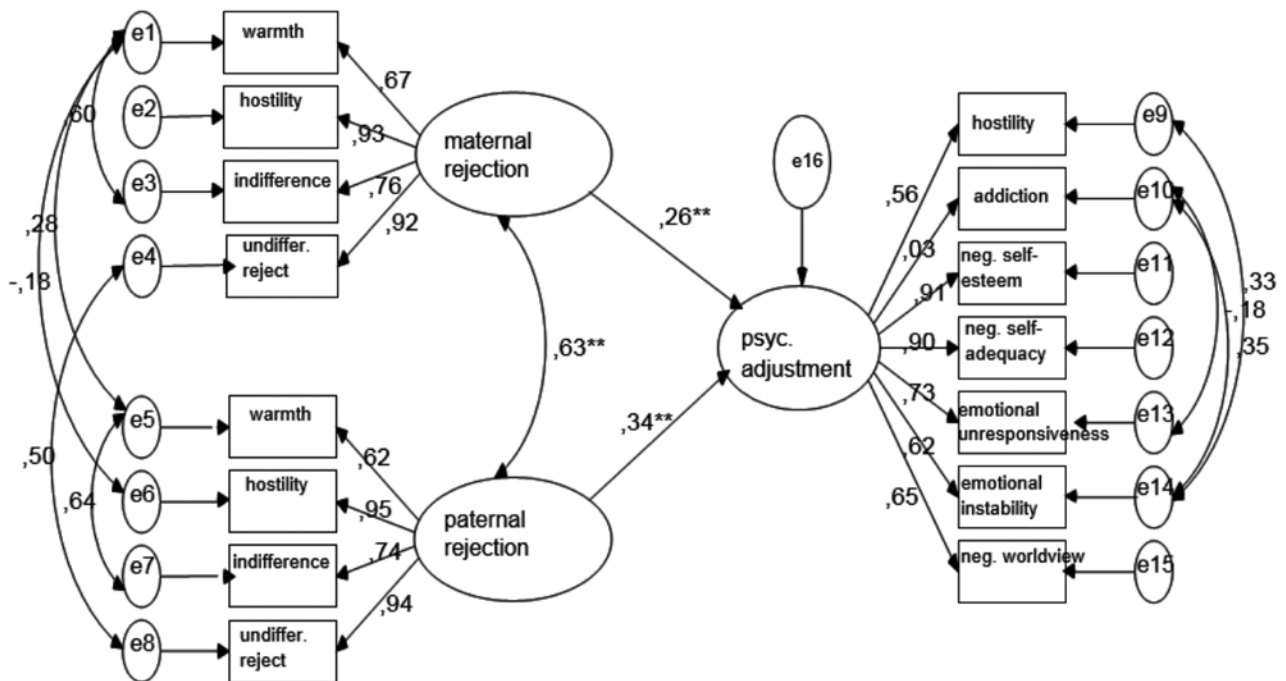 e1
warmth
,67
e2
hostility
,93
,60
maternal
rejection
e3
indifference
,76
e4
undiffer.
reject
,92
,28
-,18
,63**
e5
warmth
,62
,50
e6
hostility
,95
,64
paternal
rejection
e7
indifference
,74
e8
undiffer.
reject
,94
,26**
,34**
e16
psyc.
adjustment
,56
hostility
e9
,03
addiction
e10
,91
neg. self-
esteem
e11
,90
neg. self-
adequacy
e12
,73
emotional
unresponsiveness
e13
,62
emotional
instability
e14
,65
neg. worldview
e15
,33
-,18
,35